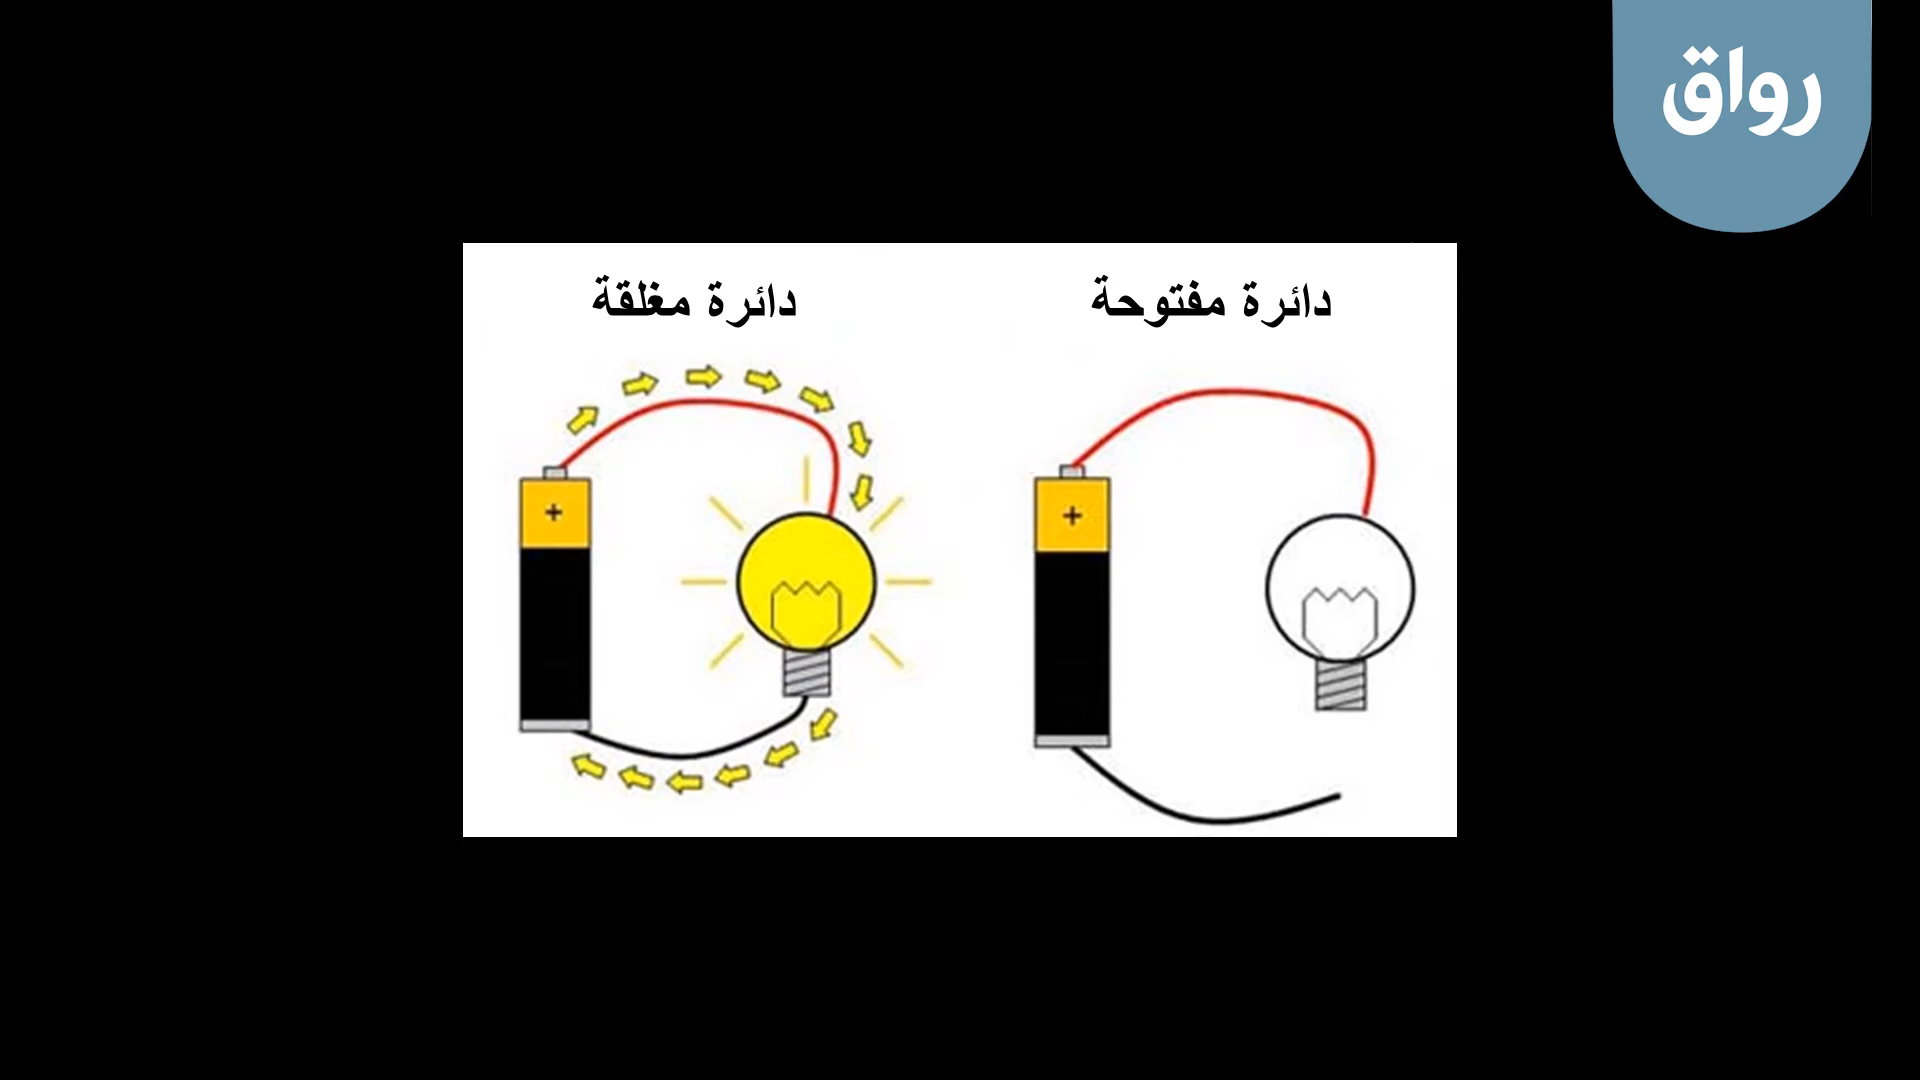 رواق
دائرة مفتوحة
دائرة مغلقة
+
+